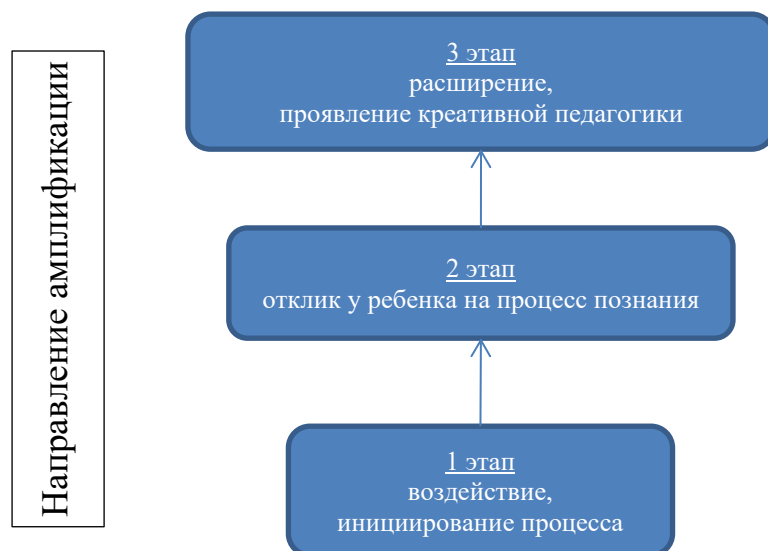 Направление амплификации
3 этап
расширение,
проявление креативной педагогики
2 этап
отклик у ребенка на процесс познания
1 этап
воздействие,
инициирование процесса